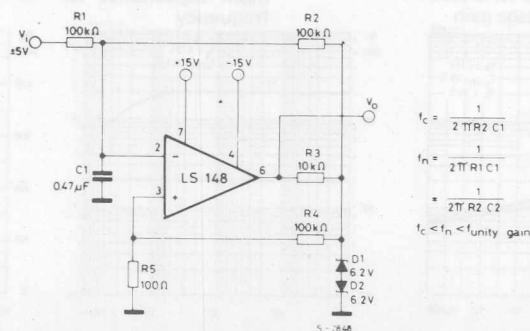 R1
100kΩ
Vi
±5V
R2
100kΩ
+15V
-15V
Vo
7
2
4
6
3
LS 148
C1
0.47µF
R3
10kΩ
R4
100kΩ
R5
100Ω
D1
6.2V
D2
6.2V
fc = 1 / 2πR2 C1
fn = 1 / 2πR1 C1
= 1 / 2πR2 C2
fc < fn < funity gain
S-2848